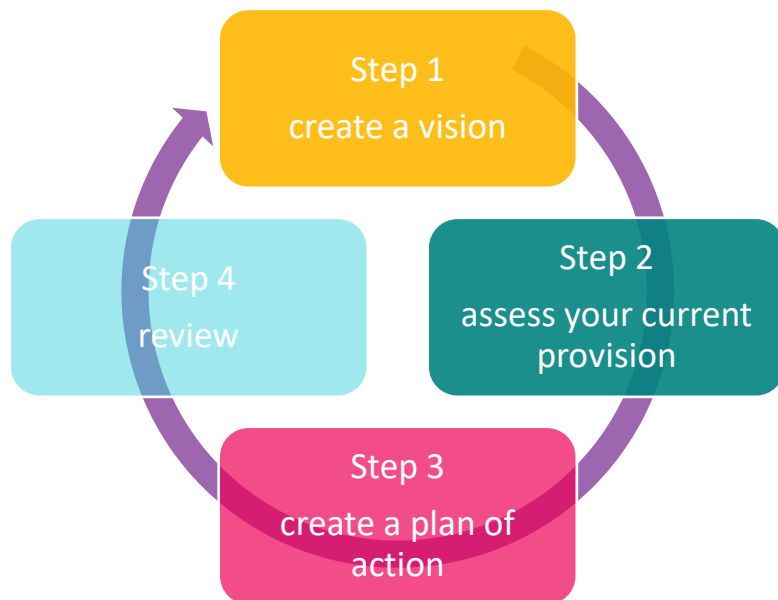 Step 1
create a vision
Step 2
assess your current
provision
Step 3
create a plan of
action
Step 4
review